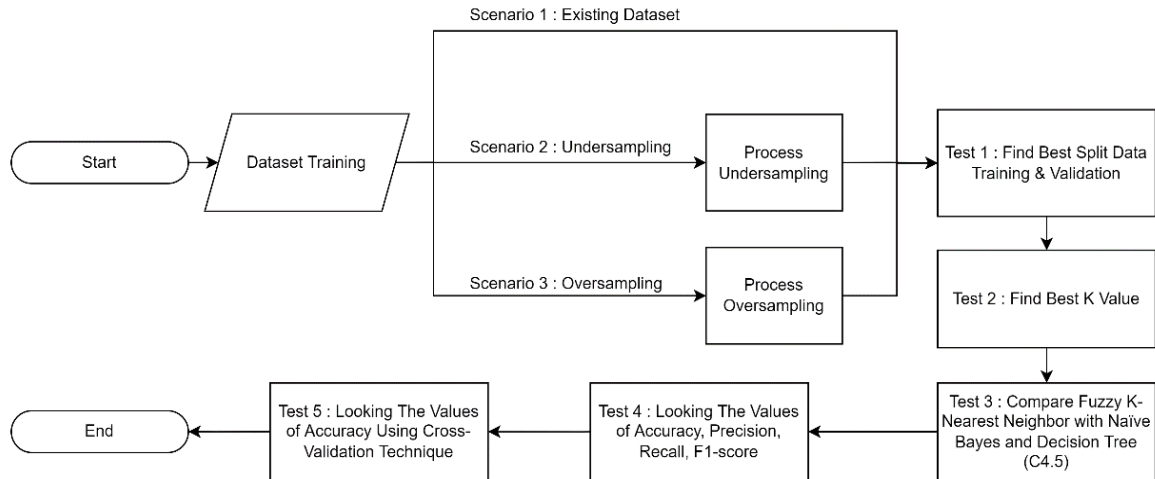 Scenario 1 : Existing Dataset
Start
Dataset Training
Scenario 2 : Undersampling
Process
Undersampling
Test 1 : Find Best Split Data
Training & Validation
Scenario 3 : Oversampling
Process
Oversampling
Test 2 : Find Best K Value
Test 3 : Compare Fuzzy K-
Nearest Neighbor with Naïve
Bayes and Decision Tree
(C4.5)
Test 4 : Looking The Values
of Accuracy, Precision,
Recall, F1-score
Test 5 : Looking The Values
of Accuracy Using Cross-
Validation Technique
End